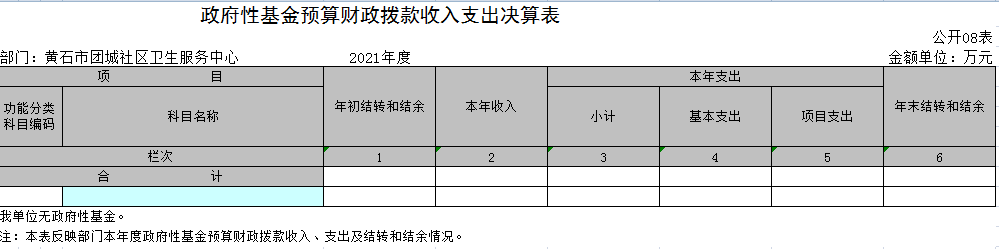 政府性基金预算财政拨款收入支出决算表
公开08表
部门：黄石市团城社区卫生服务中心 2021年度 金额单位：万元
项 目 年初结转和结余 本年收入 本年支出 年末结转和结余
功能分类科目编码 科目名称 小计 基本支出 项目支出
栏次 1 2 3 4 5 6
合 计
我单位无政府性基金。
注：本表反映部门本年度政府性基金预算财政拨款收入、支出及结转和结余情况。